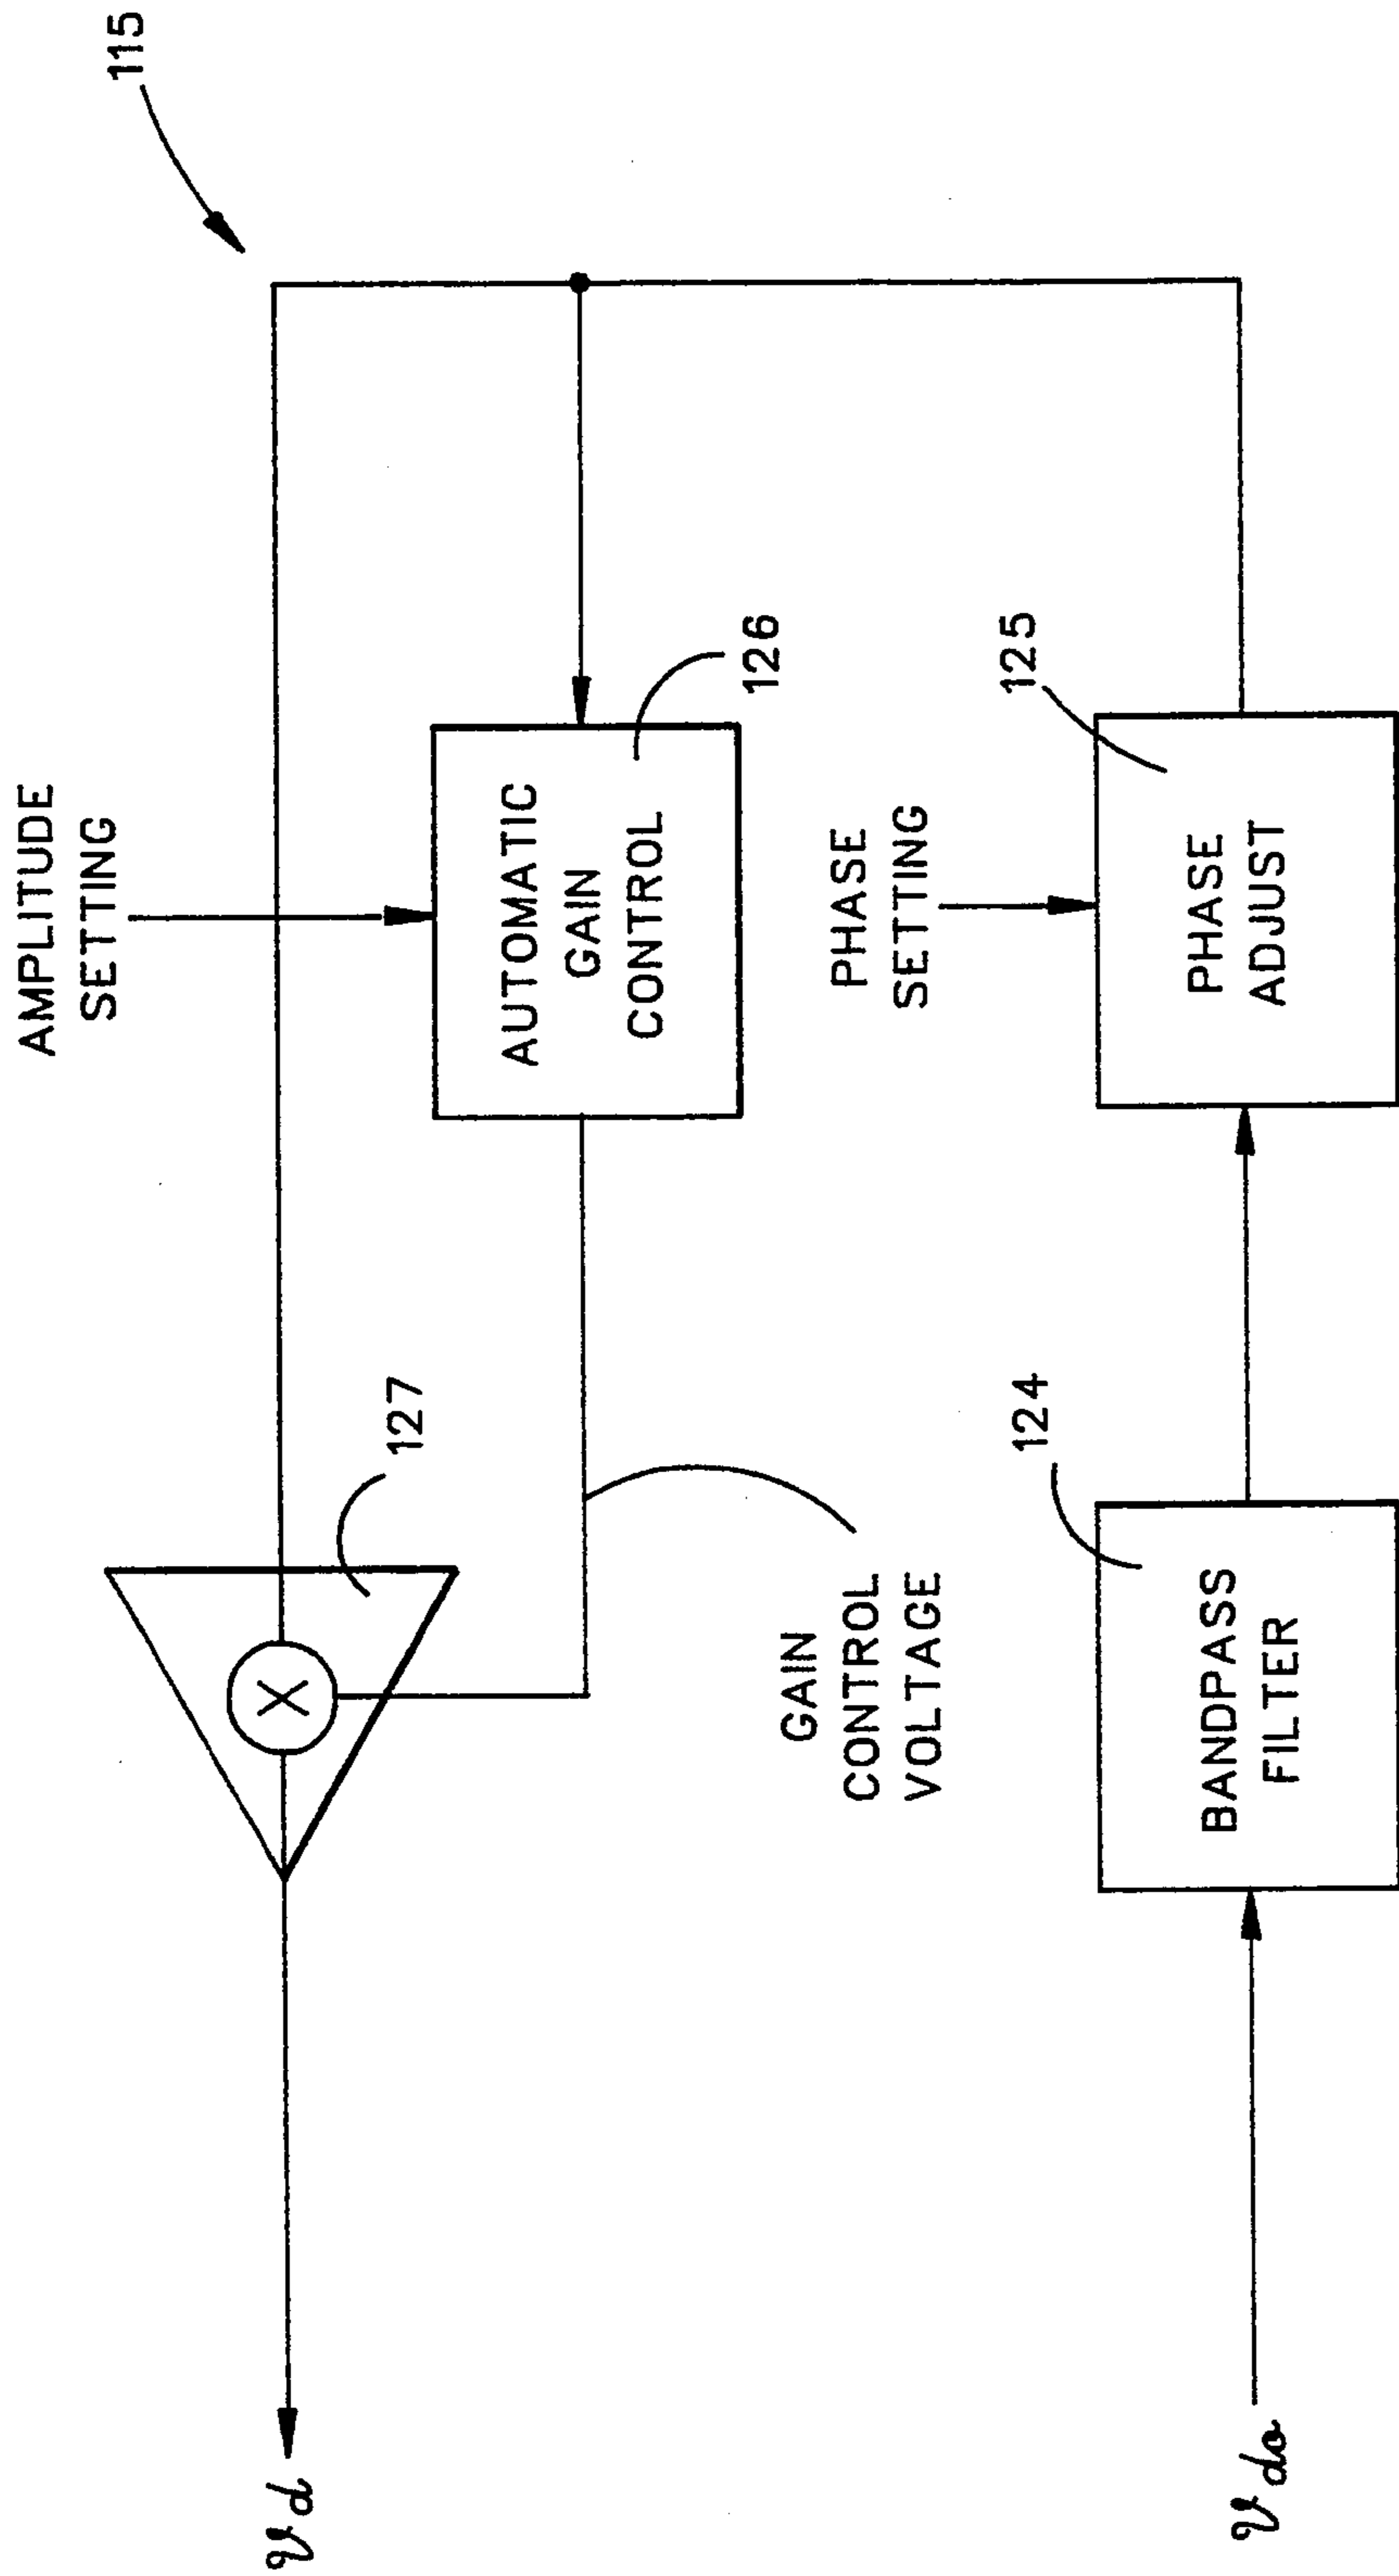 115
AMPLITUDE
SETTING
AUTOMATIC
GAIN
CONTROL
126
127
GAIN
CONTROL
VOLTAGE
PHASE
SETTING
125
PHASE
ADJUST
124
BANDPASS
FILTER
vd
vdo